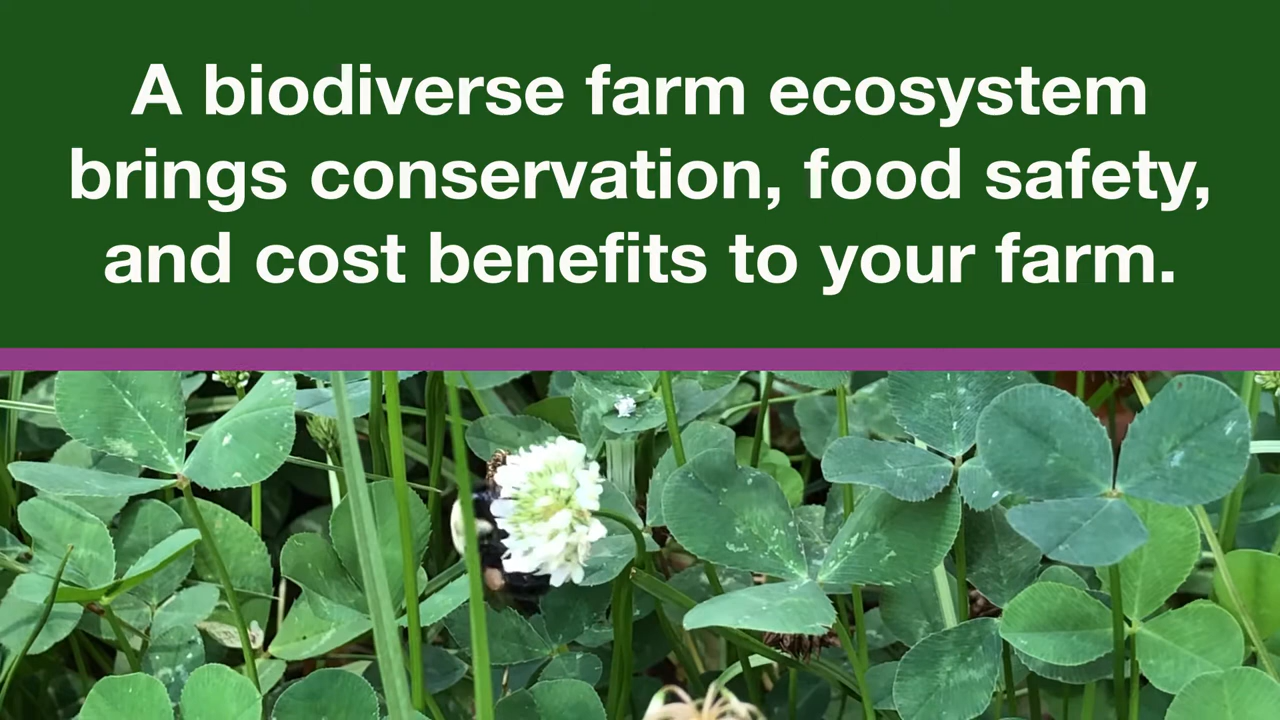 A biodiverse farm ecosystem
brings conservation, food safety,
and cost benefits to your farm.